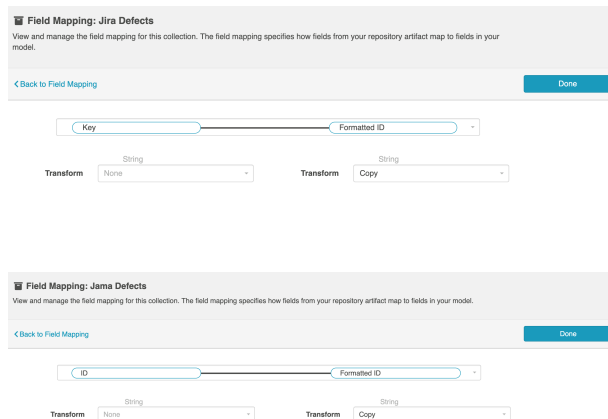 Field Mapping: Jira Defects
View and manage the field mapping for this collection. The field mapping specifies how fields from your repository artifact map to fields in your
model.
Back to Field Mapping
Done
Key
Formatted ID
String
String
Transform
None
Transform
Copy
Field Mapping: Jama Defects
View and manage the field mapping for this collection. The field mapping specifies how fields from your repository artifact map to fields in your model.
Back to Field Mapping
Done
ID
Formatted ID
String
String
Transform
None
Transform
Copy